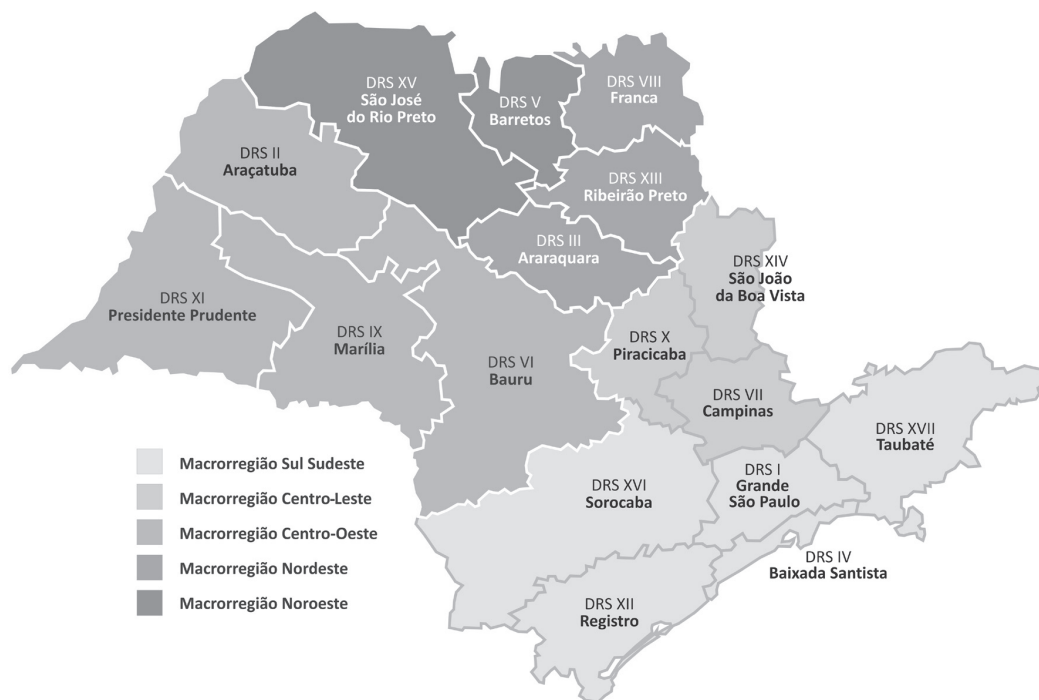 DRS XV
São José
do Rio Preto
DRS V
Barretos
DRS VIII
Franca
DRS II
Araçatuba
DRS XIII
Ribeirão Preto
DRS III
Araraquara
DRS XIV
São João
da Boa Vista
DRS XI
Presidente Prudente
DRS IX
Marília
DRS VI
Bauru
DRS X
Piracicaba
DRS VII
Campinas
DRS XVII
Taubaté
DRS I
Grande
São Paulo
DRS XVI
Sorocaba
DRS IV
Baixada Santista
DRS XII
Registro
Macrorregião Sul Sudeste
Macrorregião Centro-Leste
Macrorregião Centro-Oeste
Macrorregião Nordeste
Macrorregião Noroeste